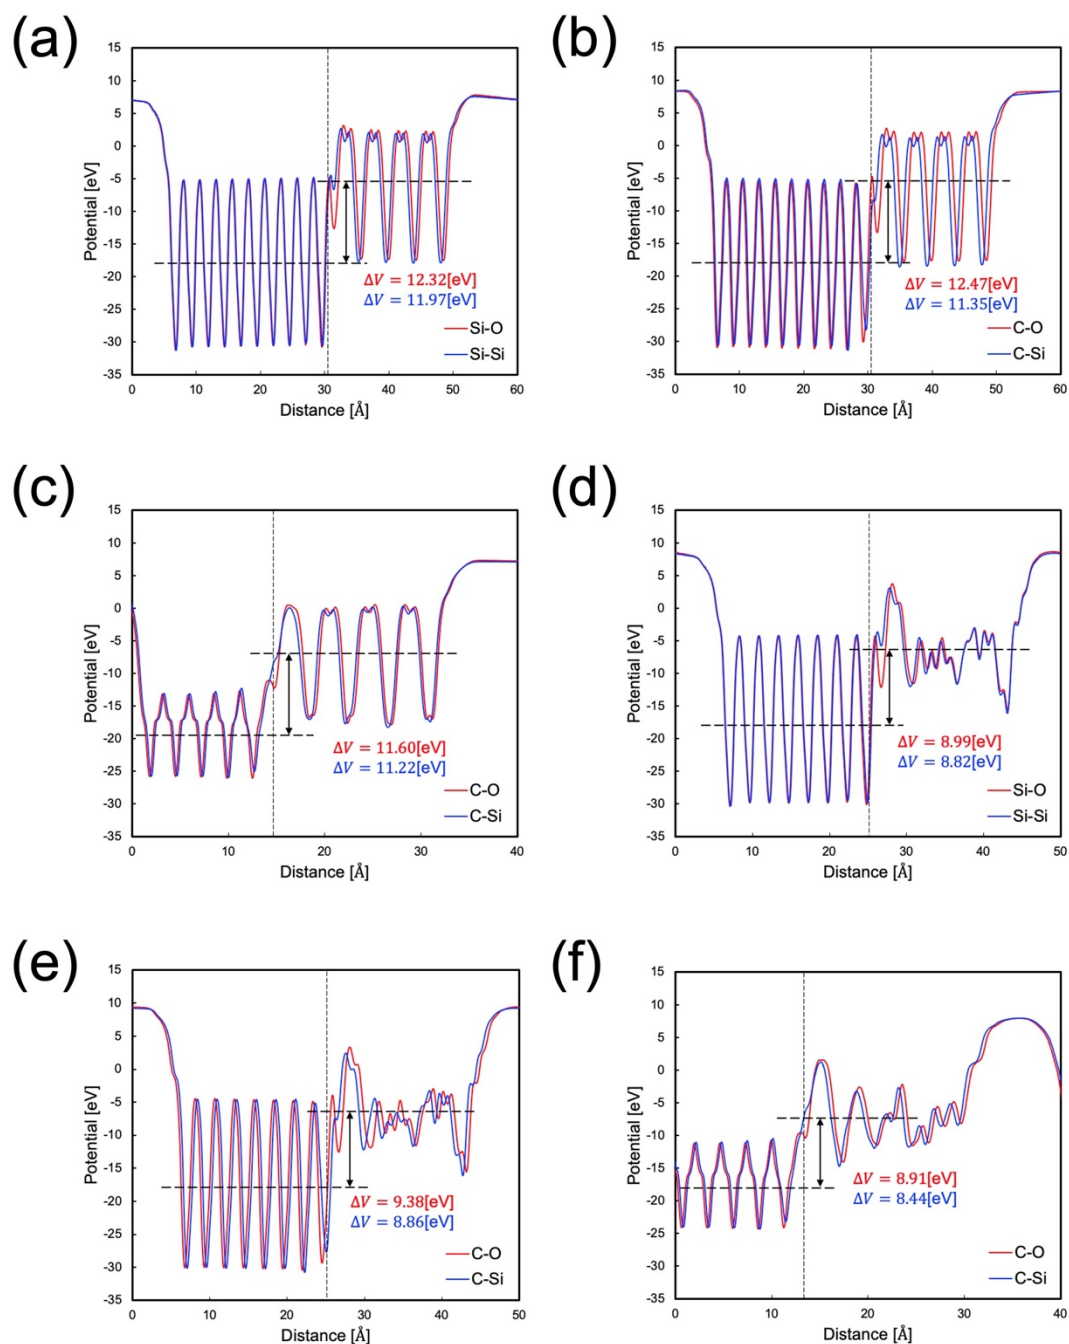 (a)
15
10
5
0
-5
-10
-15
-20
-25
-30
-35
Potential [eV]
ΔV = 12.32[eV]
ΔV = 11.97[eV]
Si-O
Si-Si
0 10 20 30 40 50 60
Distance [Å]
(b)
15
10
5
0
-5
-10
-15
-20
-25
-30
-35
Potential [eV]
ΔV = 12.47[eV]
ΔV = 11.35[eV]
C-O
C-Si
0 10 20 30 40 50 60
Distance [Å]
(c)
15
10
5
0
-5
-10
-15
-20
-25
-30
-35
Potential [eV]
ΔV = 11.60[eV]
ΔV = 11.22[eV]
C-O
C-Si
0 10 20 30 40
Distance [Å]
(d)
15
10
5
0
-5
-10
-15
-20
-25
-30
-35
Potential [eV]
ΔV = 8.99[eV]
ΔV = 8.82[eV]
Si-O
Si-Si
0 10 20 30 40 50
Distance [Å]
(e)
15
10
5
0
-5
-10
-15
-20
-25
-30
-35
Potential [eV]
ΔV = 9.38[eV]
ΔV = 8.86[eV]
C-O
C-Si
0 10 20 30 40 50
Distance [Å]
(f)
15
10
5
0
-5
-10
-15
-20
-25
-30
-35
Potential [eV]
ΔV = 8.91[eV]
ΔV = 8.44[eV]
C-O
C-Si
0 10 20 30 40
Distance [Å]